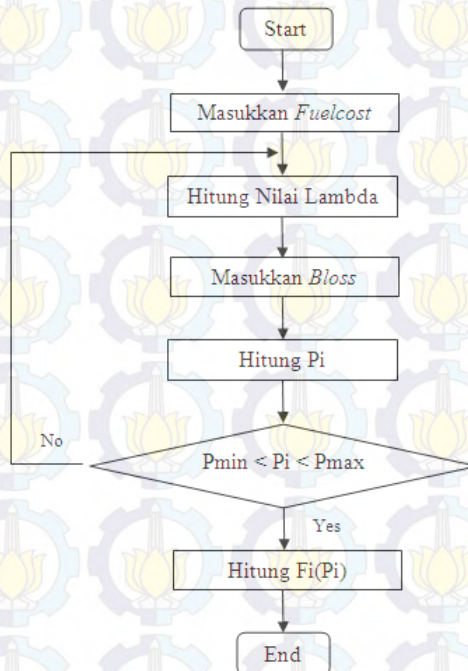 Start
Masukkan Fuelcost
Hitung Nilai Lambda
Masukkan Bloss
Hitung Pi
Pmin < Pi < Pmax
No
Yes
Hitung Fi(Pi)
End